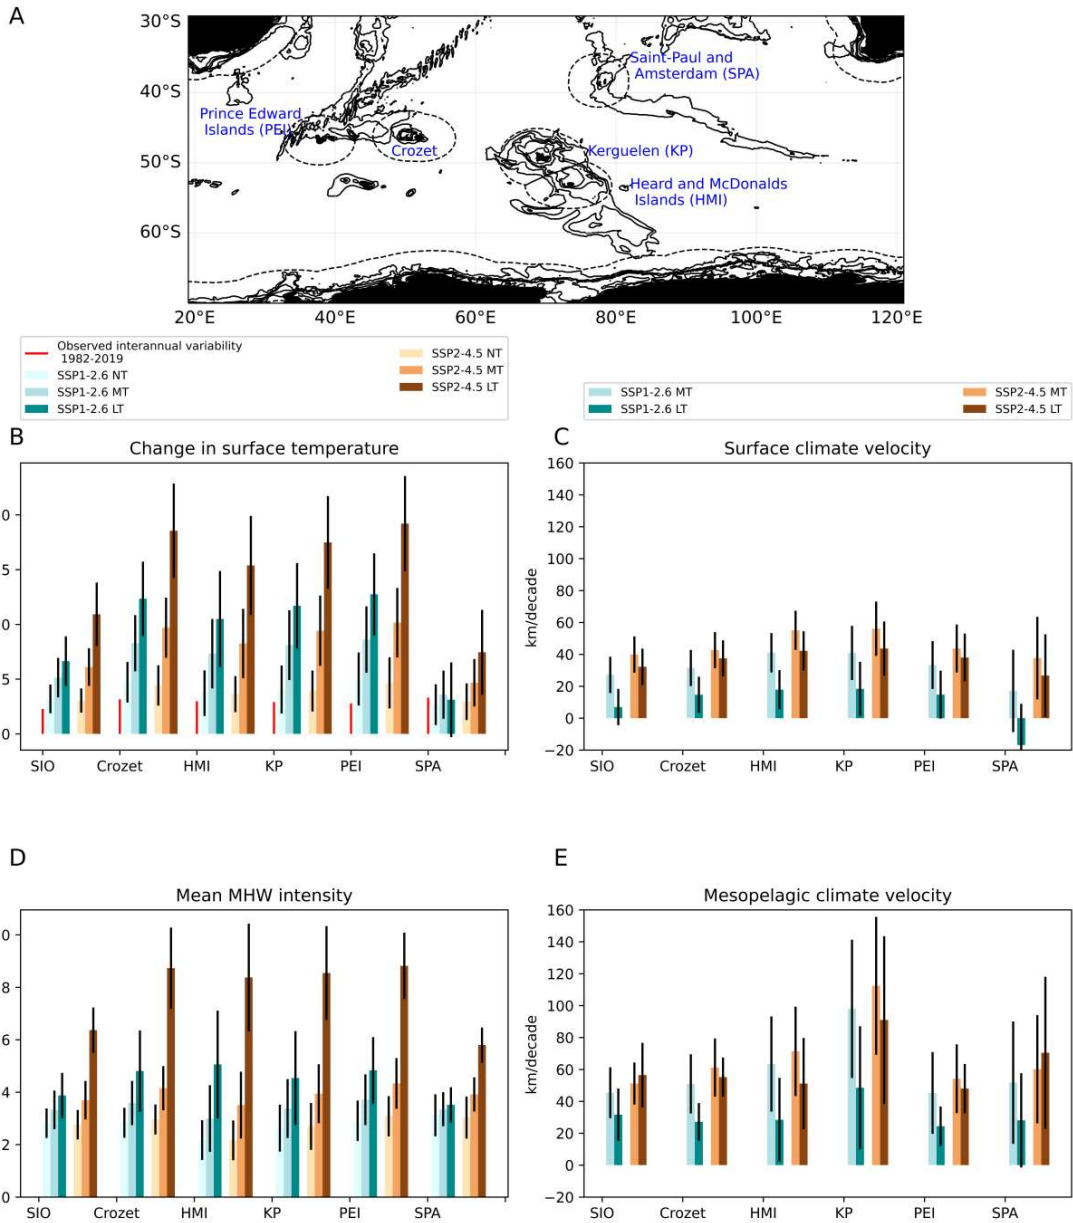 A
30°S
Saint-Paul and
Amsterdam (SPA)
40°S
Prince Edward
Islands (PEI)
Crozet
Kerguelen (KP)
50°S
Heard and McDonalds
Islands (HMI)
60°S
20°E 40°E 60°E 80°E 100°E 120°E
Observed interannual variability
1982-2019
SSP1-2.6 NT
SSP1-2.6 MT
SSP1-2.6 LT
SSP2-4.5 NT
SSP2-4.5 MT
SSP2-4.5 LT
SSP1-2.6 MT
SSP1-2.6 LT
SSP2-4.5 MT
SSP2-4.5 LT
B
Change in surface temperature
0
5
0
5
0
SIO Crozet HMI KP PEI SPA
C
Surface climate velocity
km/decade
160
140
120
100
80
60
40
20
0
−20
SIO Crozet HMI KP PEI SPA
D
Mean MHW intensity
0
8
6
4
2
0
SIO Crozet HMI KP PEI SPA
E
Mesopelagic climate velocity
km/decade
160
140
120
100
80
60
40
20
0
−20
SIO Crozet HMI KP PEI SPA